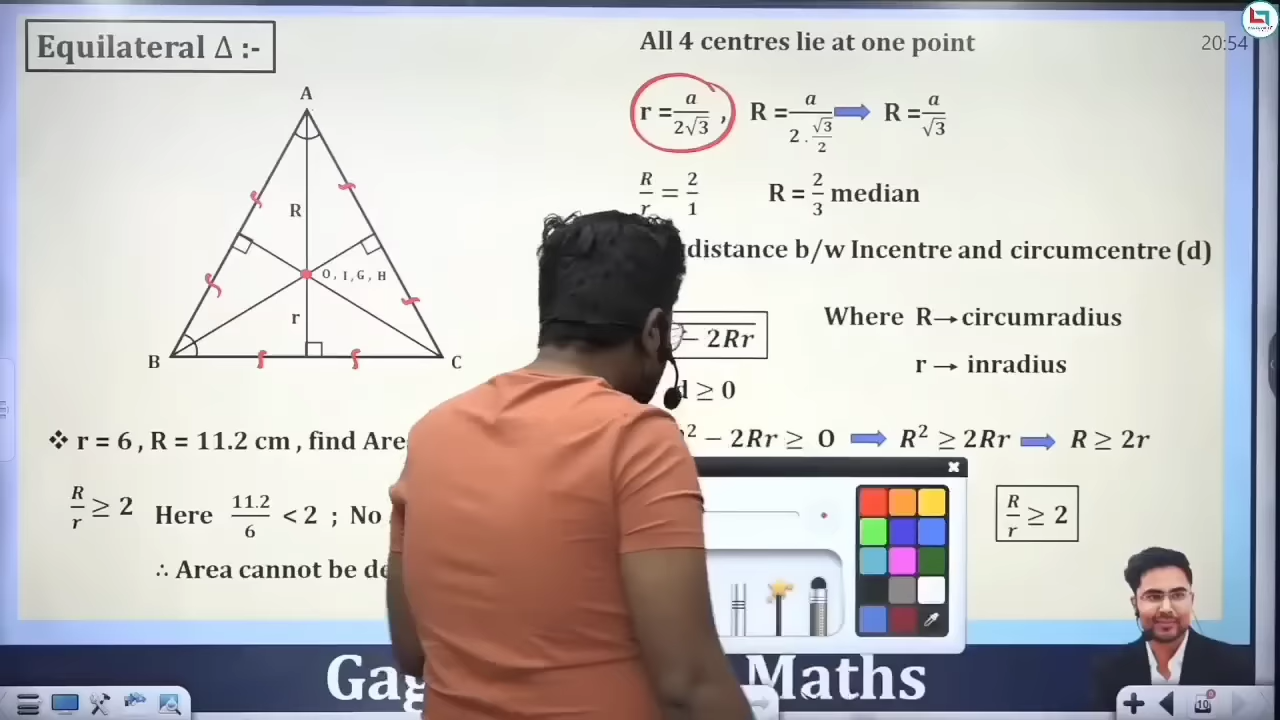 Equilateral Δ :-
All 4 centres lie at one point
20:54
r = a/2√3 , R = a/(2 . √3/2) ➡ R = a/√3
R/r = 2/1 R = 2/3 median
distance b/w Incentre and circumcentre (d)
− 2Rr
Where R → circumradius
r → inradius
d ≥ 0
² − 2Rr ≥ 0 ➡ R² ≥ 2Rr ➡ R ≥ 2r
R/r ≥ 2
A
R
O, I, G, H
r
B
C
❖ r = 6 , R = 11.2 cm , find Are
R/r ≥ 2 Here 11.2/6 < 2 ; No
∴ Area cannot be de
Gag Maths
10